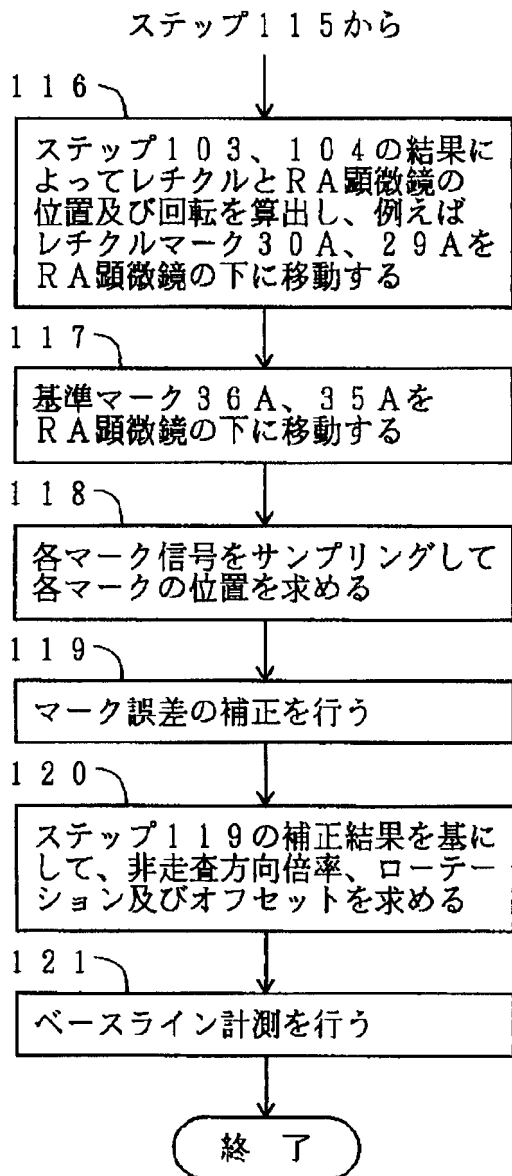 ステップ115から
116
ステップ103、104の結果に
よってレチクルとRA顕微鏡の
位置及び回転を算出し、例えば
レチクルマーク30A、29Aを
RA顕微鏡の下に移動する
117
基準マーク36A、35Aを
RA顕微鏡の下に移動する
118
各マーク信号をサンプリングして
各マークの位置を求める
119
マーク誤差の補正を行う
120
ステップ119の補正結果を基に
して、非走査方向倍率、ローテー
ション及びオフセットを求める
121
ベースライン計測を行う
終了